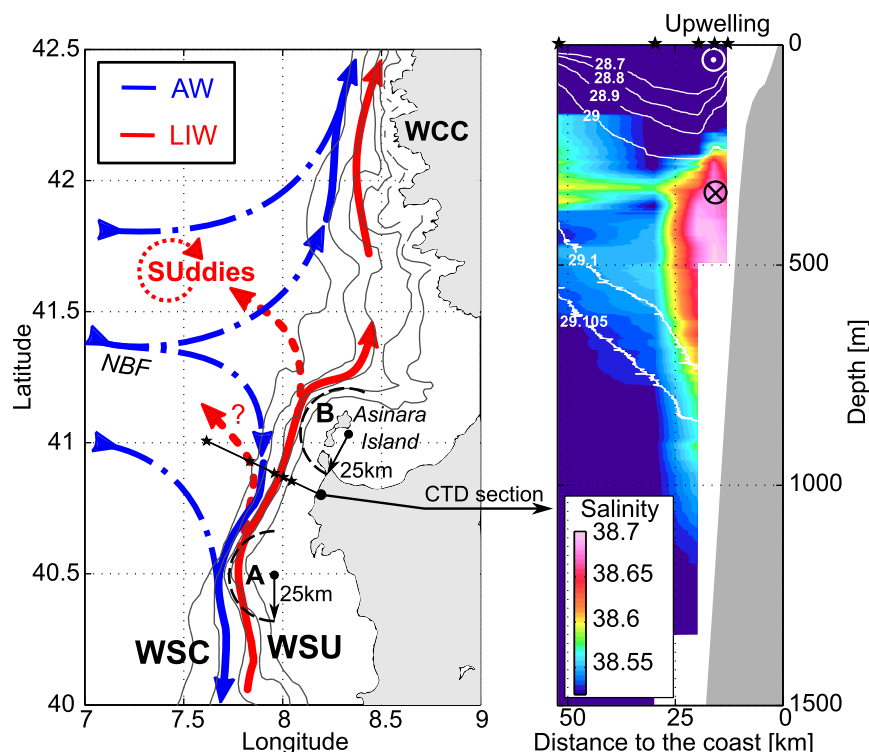 42.5
42
41.5
41
40.5
40
Latitude
7
7.5
8
8.5
9
Longitude
AW
LIW
WCC
SUddies
NBF
?
B
Asinara
Island
25km
CTD section
A
25km
WSC
WSU
Upwelling
0
500
1000
1500
Depth [m]
28.7
28.8
28.9
29
29.1
29.105
Salinity
38.7
38.65
38.6
38.55
50
25
0
Distance to the coast [km]